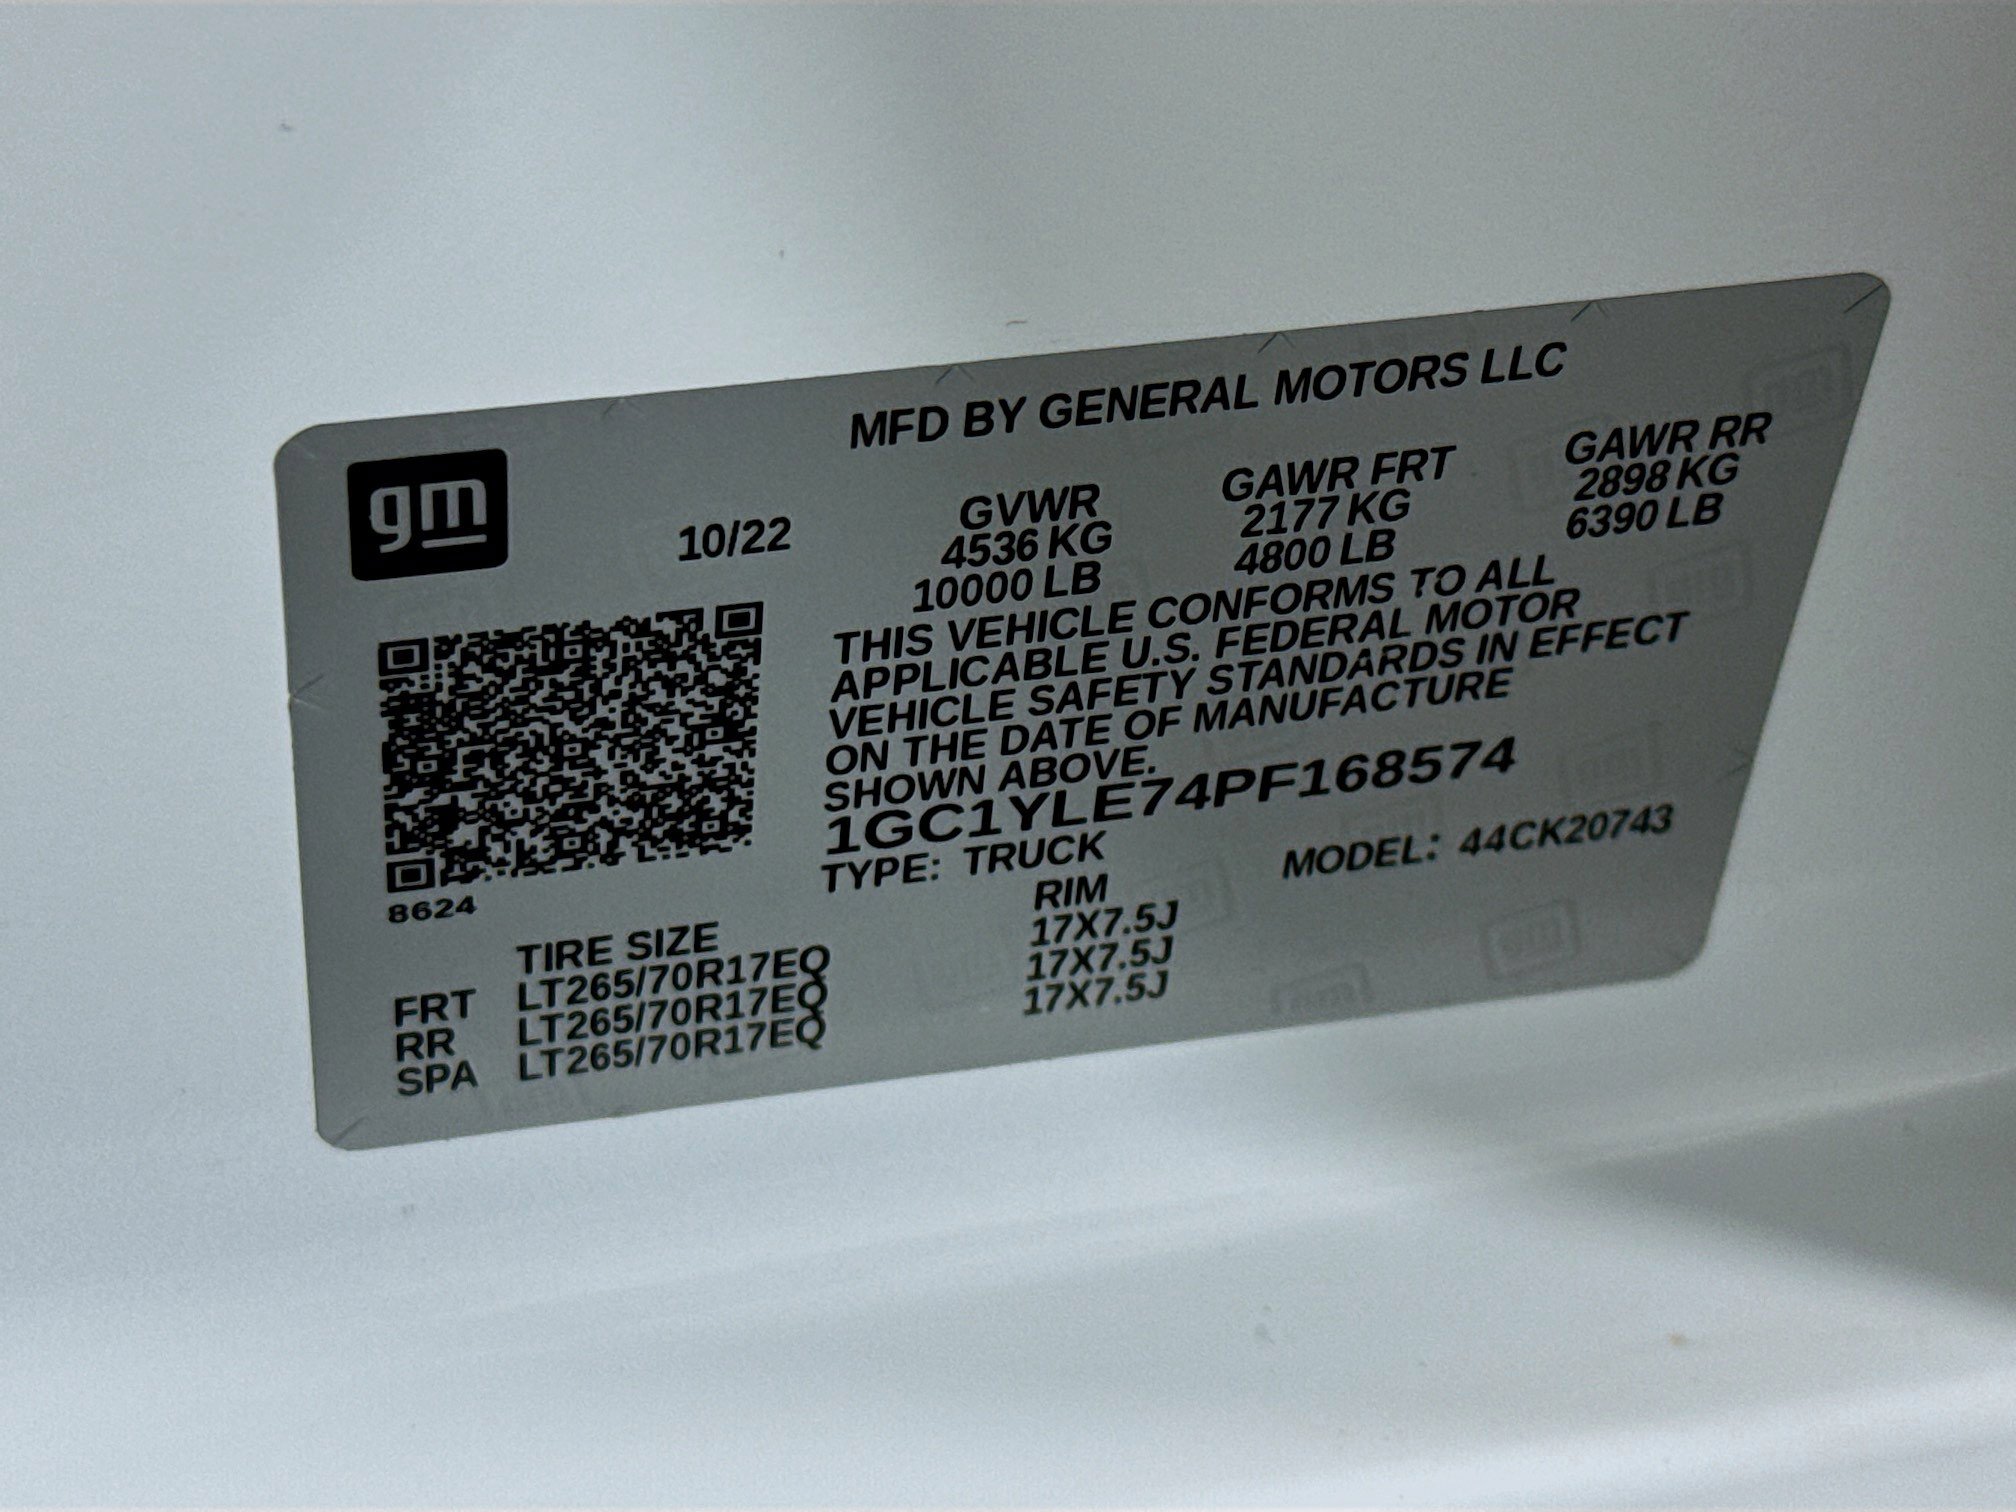 gm
MFD BY GENERAL MOTORS LLC
10/22
GVWR GAWR FRT GAWR RR
4536 KG 2177 KG 2898 KG
10000 LB 4800 LB 6390 LB
THIS VEHICLE CONFORMS TO ALL
APPLICABLE U.S. FEDERAL MOTOR
VEHICLE SAFETY STANDARDS IN EFFECT
ON THE DATE OF MANUFACTURE
SHOWN ABOVE.
1GC1YLE74PF168574
TYPE: TRUCK MODEL: 44CK20743
8624
TIRE SIZE RIM
FRT LT265/70R17EQ 17X7.5J
RR LT265/70R17EQ 17X7.5J
SPA LT265/70R17EQ 17X7.5J